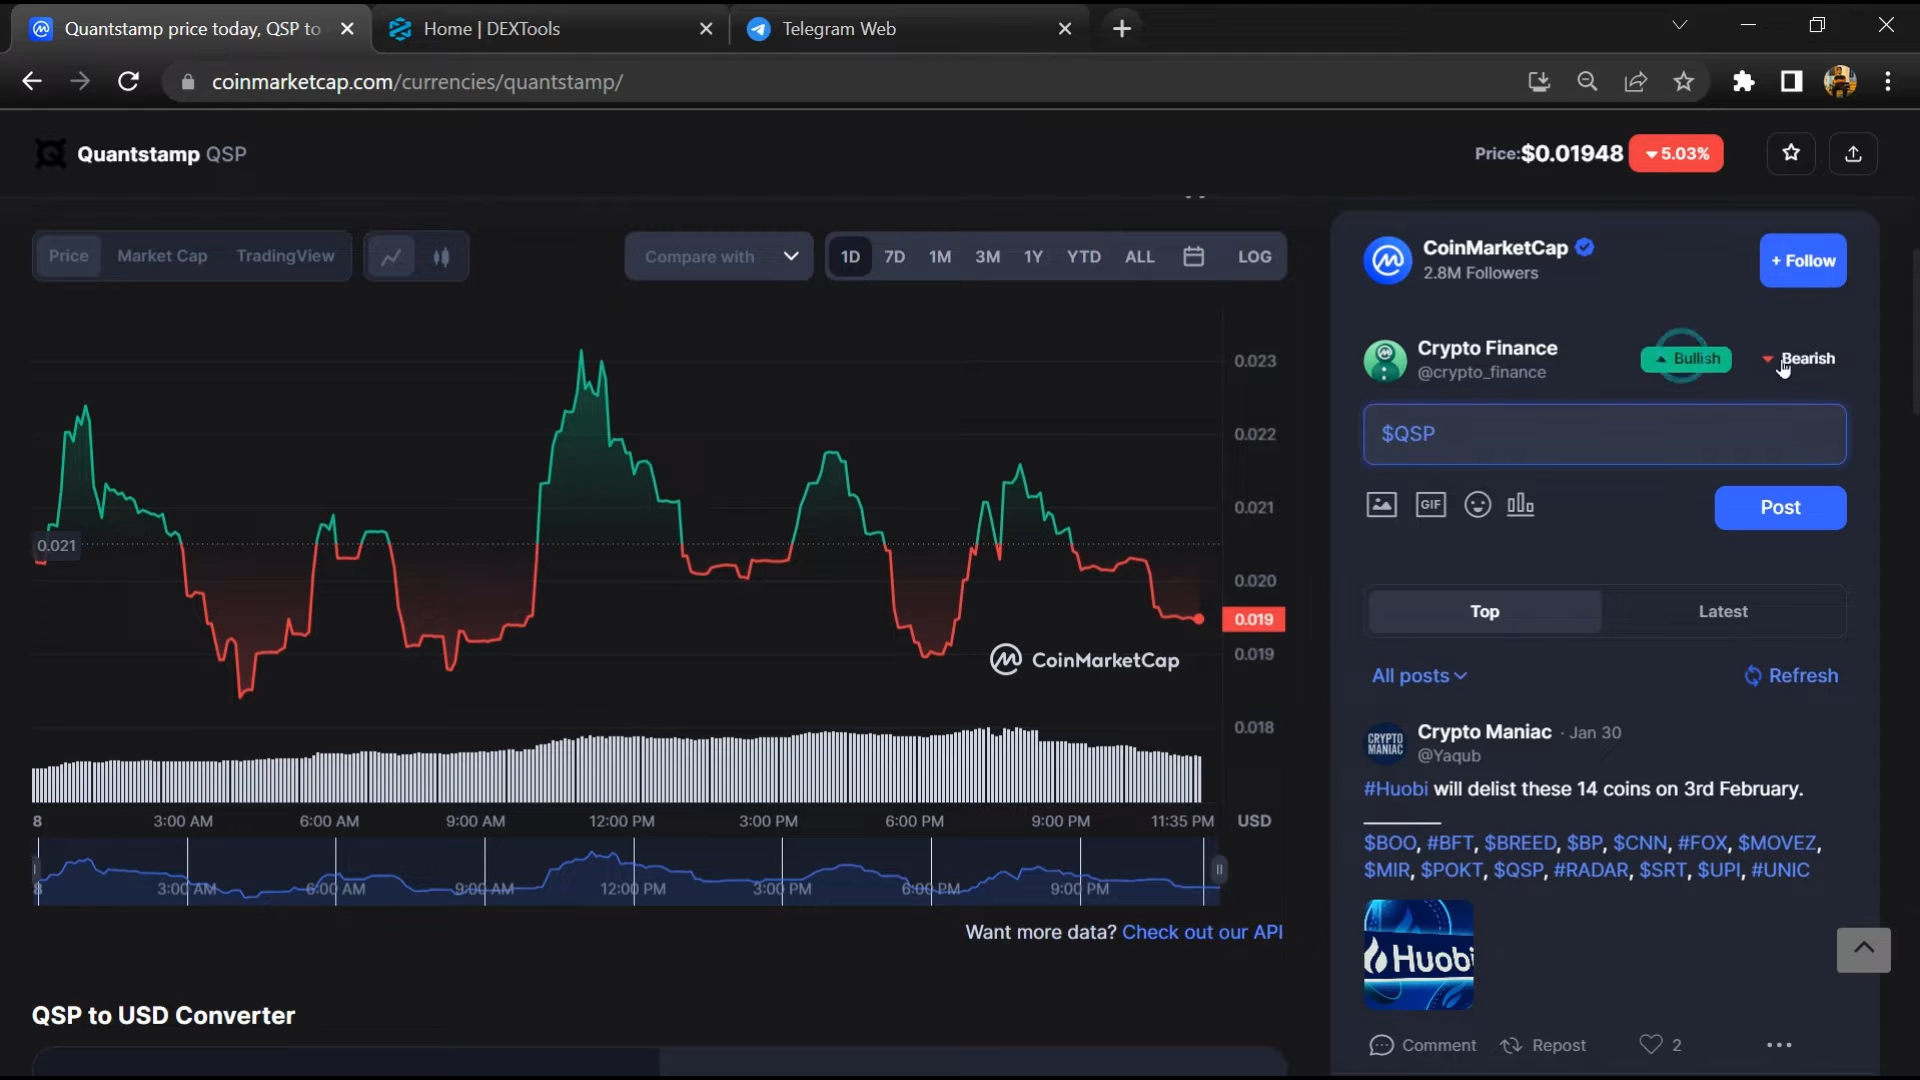 Quantstamp price today, QSP to
Home | DEXTools
Telegram Web
coinmarketcap.com/currencies/quantstamp/
Quantstamp QSP
Price:$0.01948
5.03%
Price
Market Cap
TradingView
Compare with
1D
7D
1M
3M
1Y
YTD
ALL
LOG
0.023
0.022
0.021
0.021
0.020
0.019
0.019
0.018
CoinMarketCap
8
3:00 AM
6:00 AM
9:00 AM
12:00 PM
3:00 PM
6:00 PM
9:00 PM
11:35 PM
USD
8
3:00 AM
6:00 AM
9:00 AM
12:00 PM
3:00 PM
6:00 PM
9:00 PM
Want more data? Check out our API
QSP to USD Converter
CoinMarketCap
2.8M Followers
+ Follow
Crypto Finance
@crypto_finance
Bullish
Bearish
$QSP
GIF
Post
Top
Latest
All posts
Refresh
CRYPTO
MANIAC
Crypto Maniac · Jan 30
@Yaqub
#Huobi will delist these 14 coins on 3rd February.
$BOO, #BFT, $BREED, $BP, $CNN, #FOX, $MOVEZ,
$MIR, $POKT, $QSP, #RADAR, $SRT, $UPI, #UNIC
Huobi
Comment
Repost
2